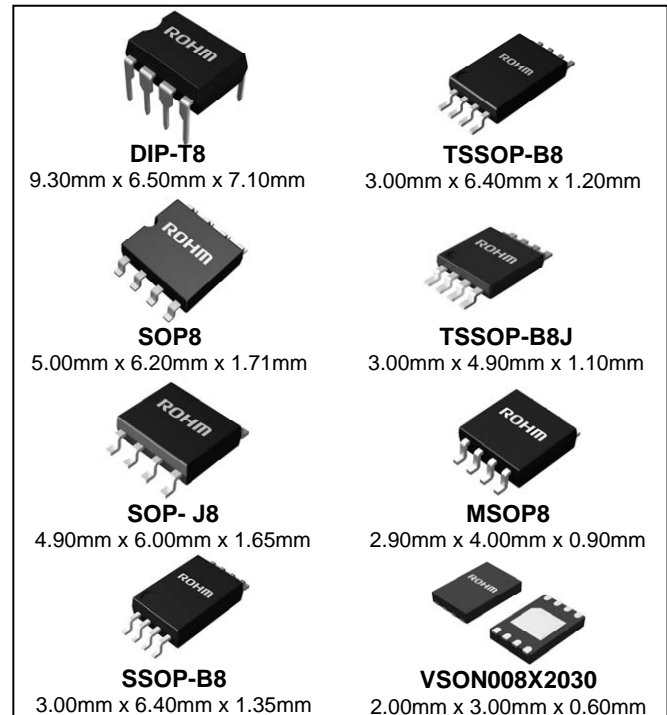 ROHM
DIP-T8
9.30mm x 6.50mm x 7.10mm
ROHM
TSSOP-B8
3.00mm x 6.40mm x 1.20mm
ROHM
SOP8
5.00mm x 6.20mm x 1.71mm
ROHM
TSSOP-B8J
3.00mm x 4.90mm x 1.10mm
ROHM
SOP- J8
4.90mm x 6.00mm x 1.65mm
ROHM
MSOP8
2.90mm x 4.00mm x 0.90mm
ROHM
SSOP-B8
3.00mm x 6.40mm x 1.35mm
ROHM
VSON008X2030
2.00mm x 3.00mm x 0.60mm